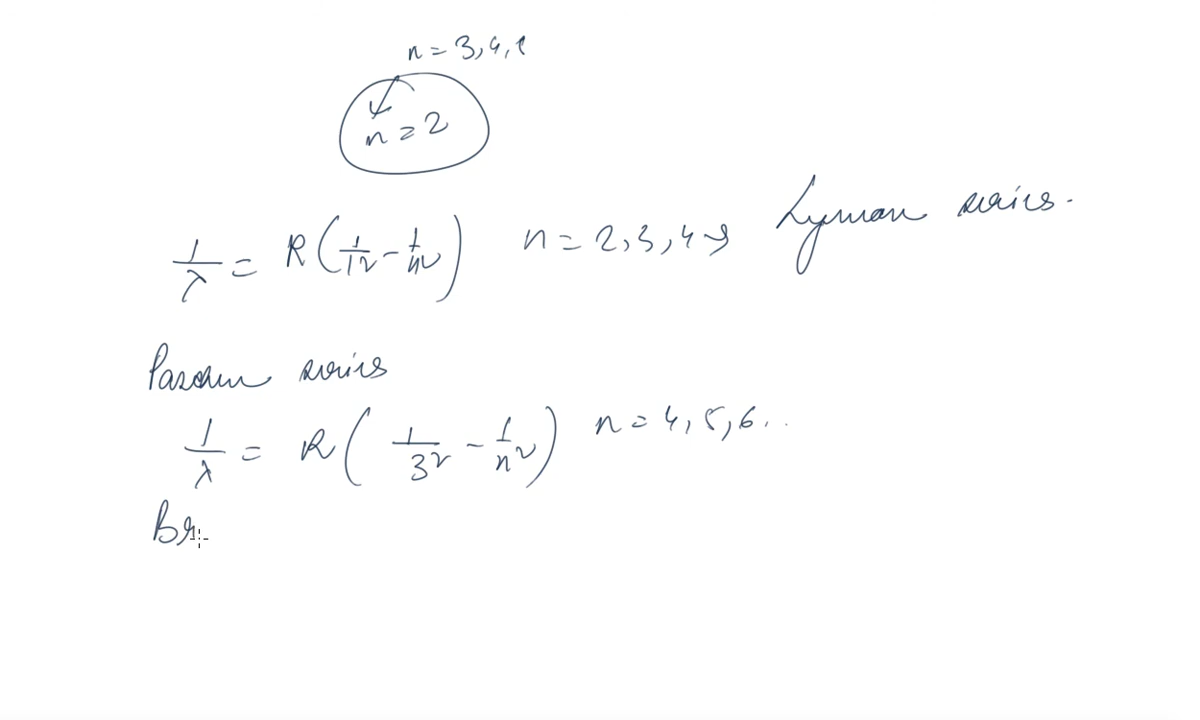 n = 3, 4, 
n = 2
1/λ = R(1/1² - 1/n²) n = 2, 3, 4 → Lyman series.
Paschen series
1/λ = R(1/3² - 1/n²) n = 4, 5, 6..
Br